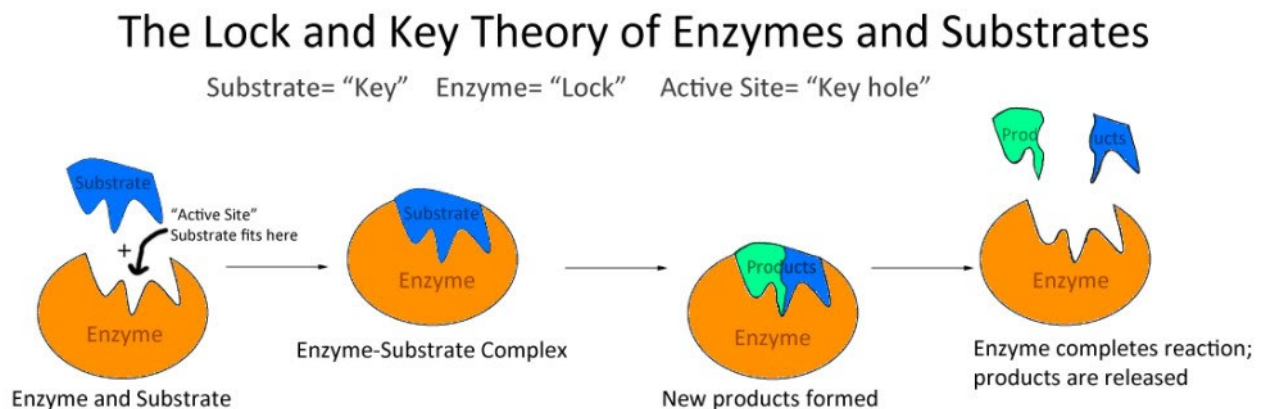 The Lock and Key Theory of Enzymes and Substrates
Substrate= “Key” Enzyme= “Lock” Active Site= “Key hole”
Substrate
“Active Site”
Substrate fits here
+
Enzyme
Enzyme and Substrate
Substrate
Enzyme
Enzyme-Substrate Complex
Products
Enzyme
New products formed
Prod ucts
Enzyme
Enzyme completes reaction;
products are released